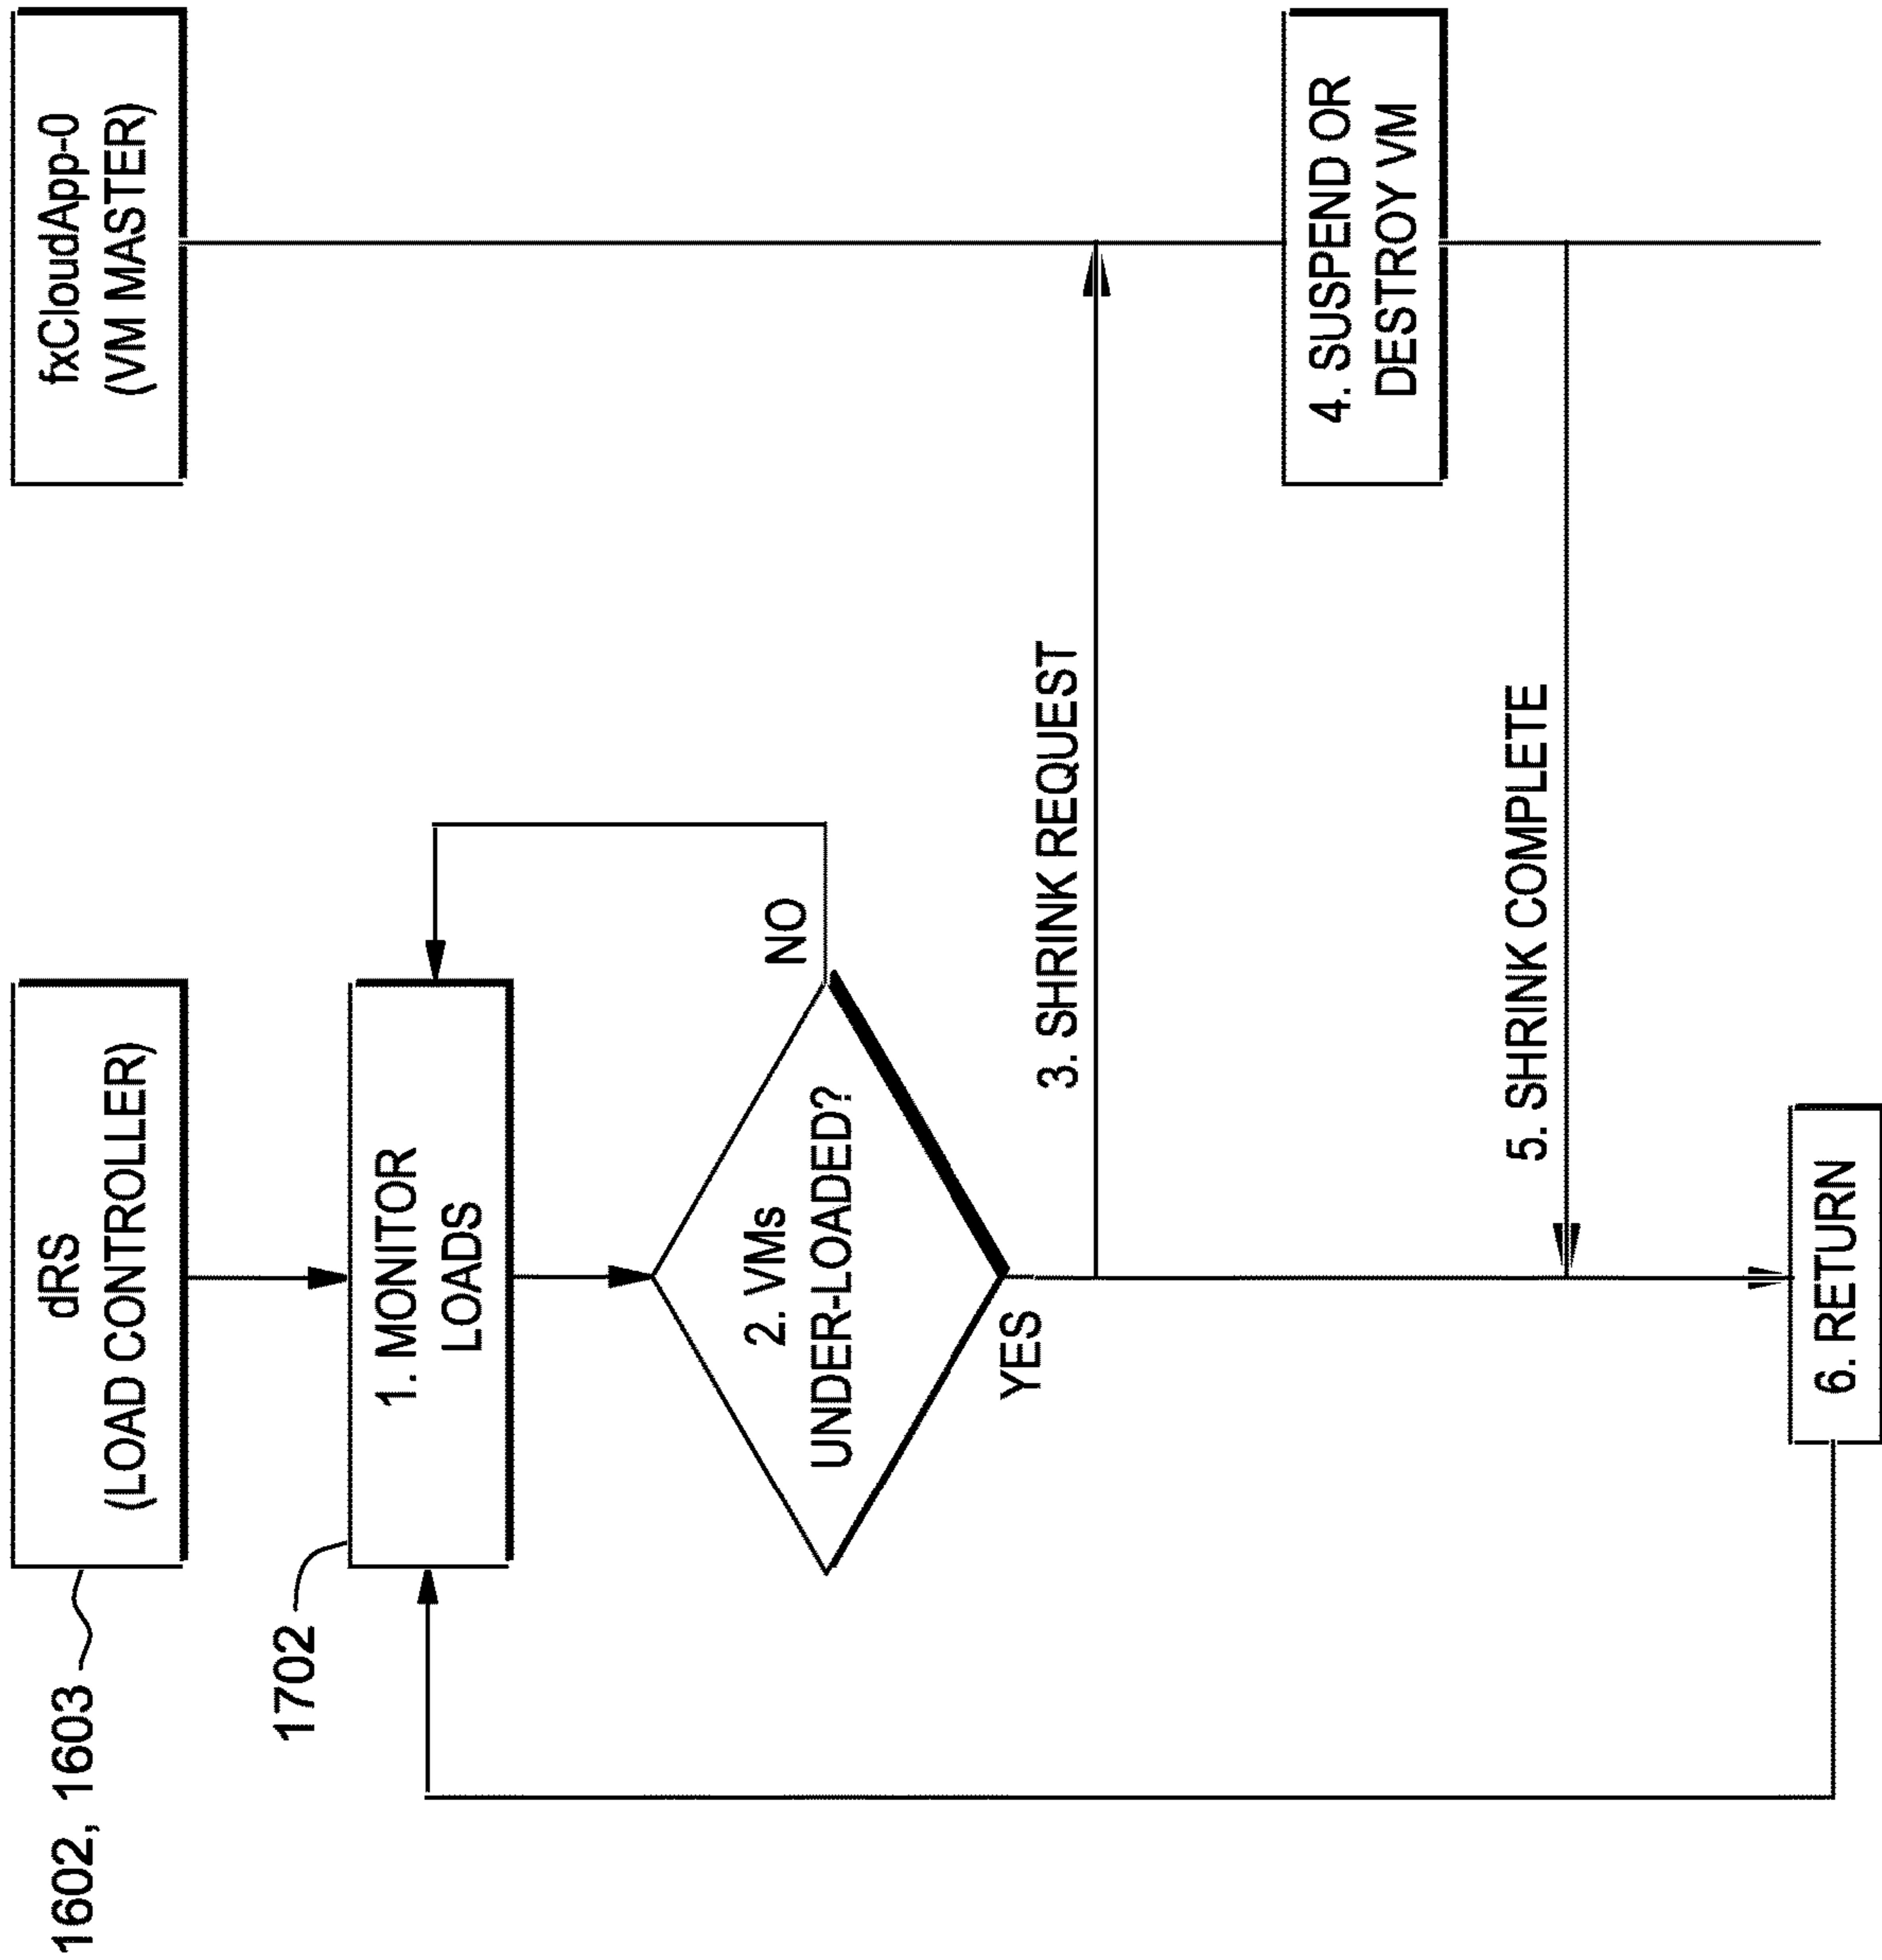 1602, 1603
dRS
(LOAD CONTROLLER)
fxCloudApp-0
(VM MASTER)
1702
1. MONITOR
LOADS
2. VMs
UNDER-LOADED?
NO
YES
3. SHRINK REQUEST
4. SUSPEND OR
DESTROY VM
5. SHRINK COMPLETE
6. RETURN